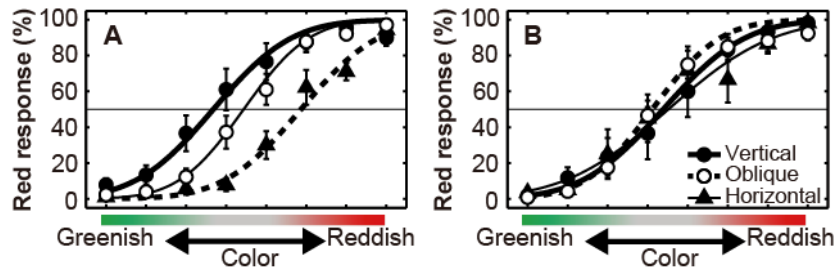 A
Red response (%)
100
80
60
40
20
0
Greenish
Reddish
Color
B
Red response (%)
100
80
60
40
20
0
Vertical
Oblique
Horizontal
Greenish
Reddish
Color